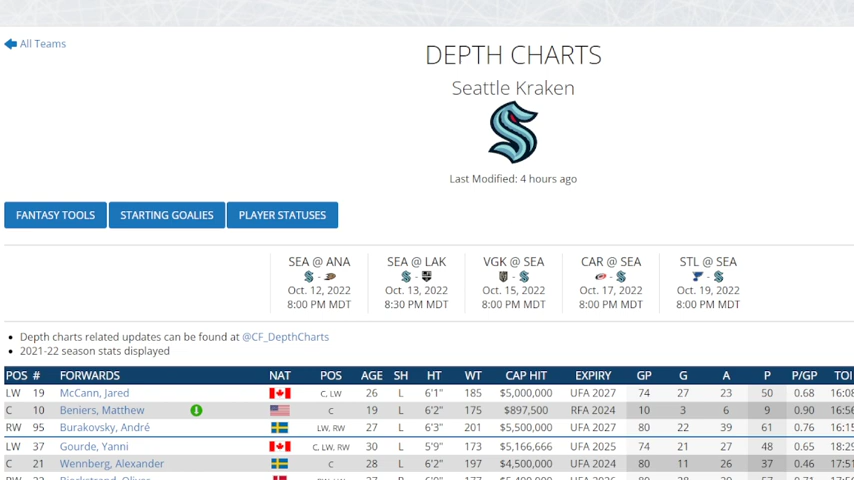 All Teams
DEPTH CHARTS
Seattle Kraken
Last Modified: 4 hours ago
FANTASY TOOLS STARTING GOALIES PLAYER STATUSES
SEA @ ANA SEA @ LAK VGK @ SEA CAR @ SEA STL @ SEA
- - - - -
Oct. 12, 2022 Oct. 13, 2022 Oct. 15, 2022 Oct. 17, 2022 Oct. 19, 2022
8:00 PM MDT 8:30 PM MDT 8:00 PM MDT 8:00 PM MDT 8:00 PM MDT
• Depth charts related updates can be found at @CF_DepthCharts
• 2021-22 season stats displayed
POS # FORWARDS NAT POS AGE SH HT WT CAP HIT EXPIRY GP G A P P/GP TOI
LW 93 McCann, Jared C, LW 26 L 6'1" 185 $5,000,000 UFA 2027 74 27 23 50 0.68 16:08
C 10 Beniers, Matthew C 19 L 6'2" 175 $897,500 RFA 2024 10 3 6 9 0.90 16:56
RW 95 Burakovsky, André LW, RW 27 L 6'3" 201 $5,500,000 UFA 2027 80 22 39 61 0.76 16:15
LW 37 Gourde, Yanni C, LW, RW 30 L 5'9" 173 $5,166,666 UFA 2025 74 21 27 48 0.65 18:29
C 21 Wennberg, Alexander C 28 L 6'2" 197 $4,500,000 UFA 2024 80 11 26 37 0.46 17:51